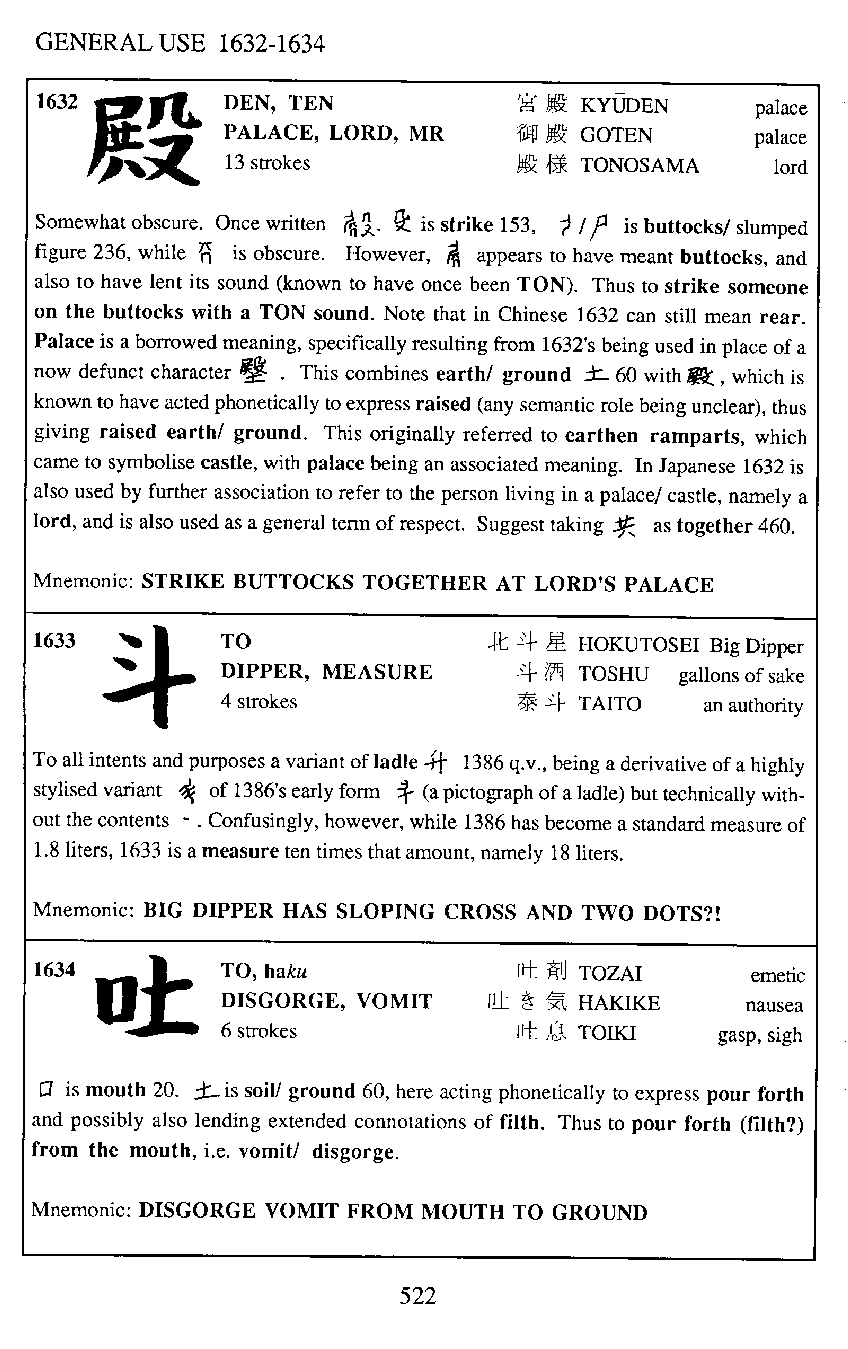 GENERAL USE 1632-1634
1632 殿 DEN, TEN 宮殿 KYŪDEN palace
PALACE, LORD, MR 御殿 GOTEN palace
13 strokes 殿様 TONOSAMA lord
Somewhat obscure. Once written . 殳 is strike 153, / 尸 is buttocks/ slumped
figure 236, while is obscure. However, appears to have meant buttocks, and
also to have lent its sound (known to have once been TON). Thus to strike someone
on the buttocks with a TON sound. Note that in Chinese 1632 can still mean rear.
Palace is a borrowed meaning, specifically resulting from 1632's being used in place of a
now defunct character . This combines earth/ ground 土 60 with 殿, which is
known to have acted phonetically to express raised (any semantic role being unclear), thus
giving raised earth/ ground. This originally referred to earthen ramparts, which
came to symbolise castle, with palace being an associated meaning. In Japanese 1632 is
also used by further association to refer to the person living in a palace/ castle, namely a
lord, and is also used as a general term of respect. Suggest taking 共 as together 460.
Mnemonic: STRIKE BUTTOCKS TOGETHER AT LORD'S PALACE
1633 斗 TO 北斗星 HOKUTOSEI Big Dipper
DIPPER, MEASURE 斗酒 TOSHU gallons of sake
4 strokes 泰斗 TAITO an authority
To all intents and purposes a variant of ladle 升 1386 q.v., being a derivative of a highly
stylised variant of 1386's early form (a pictograph of a ladle) but technically with-
out the contents - . Confusingly, however, while 1386 has become a standard measure of
1.8 liters, 1633 is a measure ten times that amount, namely 18 liters.
Mnemonic: BIG DIPPER HAS SLOPING CROSS AND TWO DOTS?!
1634 吐 TO, haku 吐剤 TOZAI emetic
DISGORGE, VOMIT 吐き気 HAKIKE nausea
6 strokes 吐息 TOIKI gasp, sigh
口 is mouth 20. 土 is soil/ ground 60, here acting phonetically to express pour forth
and possibly also lending extended connotations of filth. Thus to pour forth (filth?)
from the mouth, i.e. vomit/ disgorge.
Mnemonic: DISGORGE VOMIT FROM MOUTH TO GROUND
522